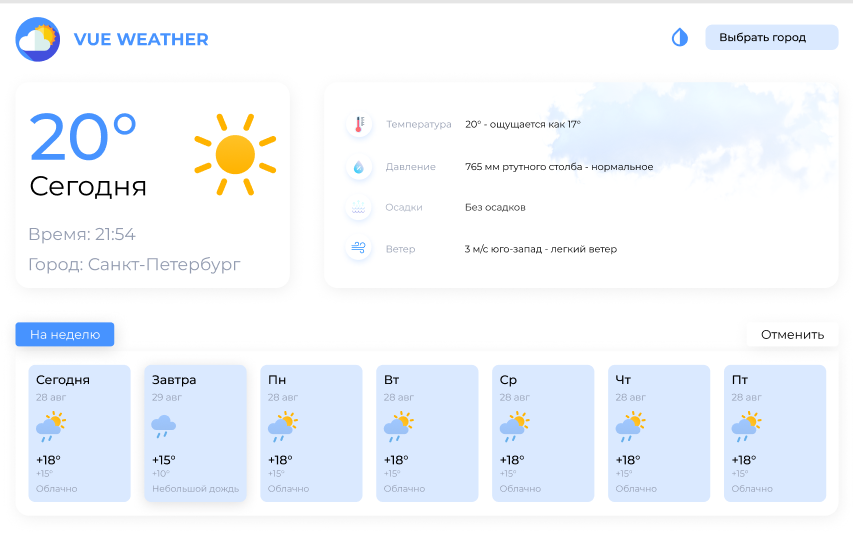 VUE WEATHER
Выбрать город
20°
Сегодня
Время: 21:54
Город: Санкт-Петербург
Температура 20° - ощущается как 17°
Давление 765 мм ртутного столба - нормальное
Осадки Без осадков
Ветер 3 м/с юго-запад - легкий ветер
На неделю
Отменить
Сегодня
28 авг
+18°
+15°
Облачно
Завтра
29 авг
+15°
+10°
Небольшой дождь
Пн
28 авг
+18°
+15°
Облачно
Вт
28 авг
+18°
+15°
Облачно
Ср
28 авг
+18°
+15°
Облачно
Чт
28 авг
+18°
+15°
Облачно
Пт
28 авг
+18°
+15°
Облачно